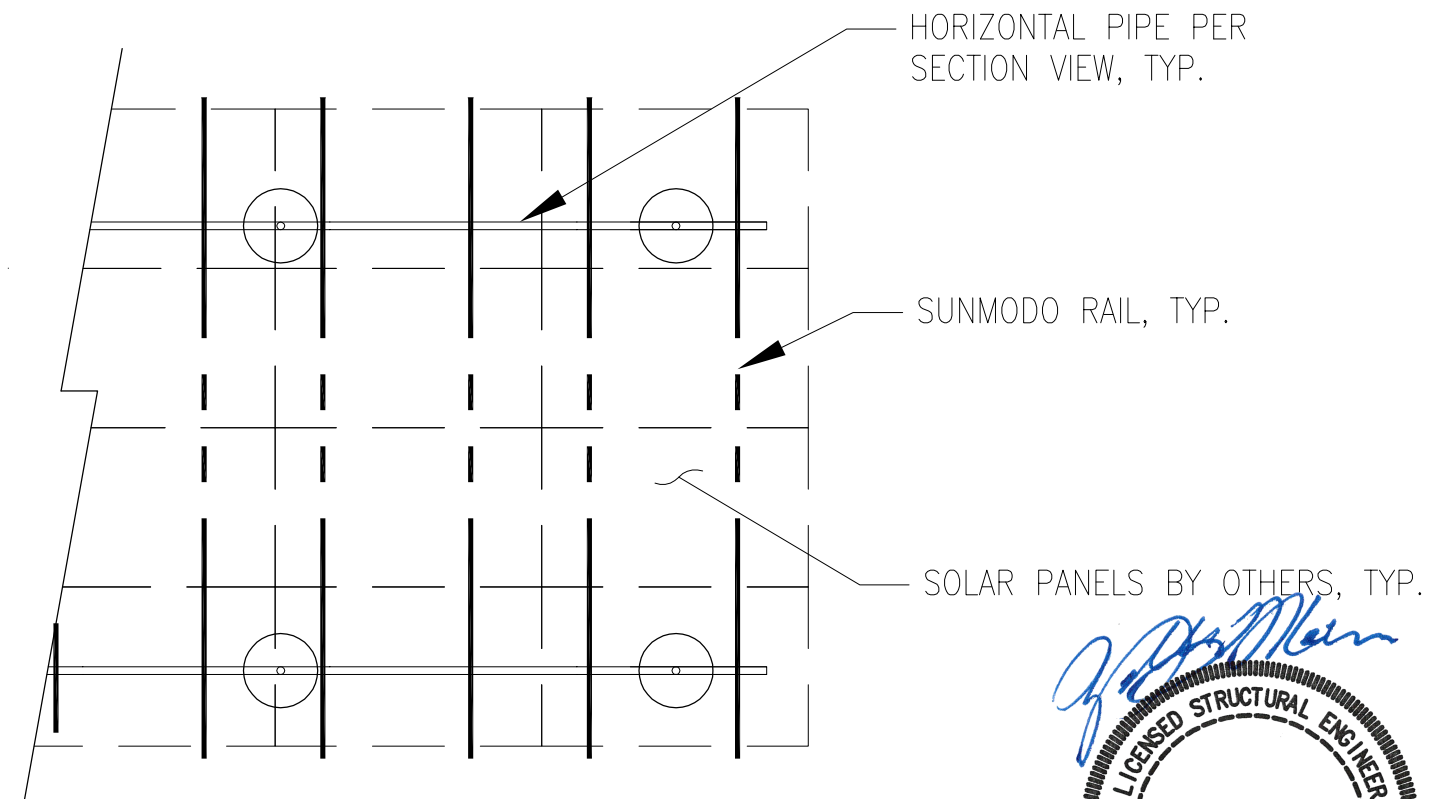 HORIZONTAL PIPE PER
SECTION VIEW, TYP.
SUNMODO RAIL, TYP.
SOLAR PANELS BY OTHERS, TYP.
LICENSED STRUCTURAL ENGINEER